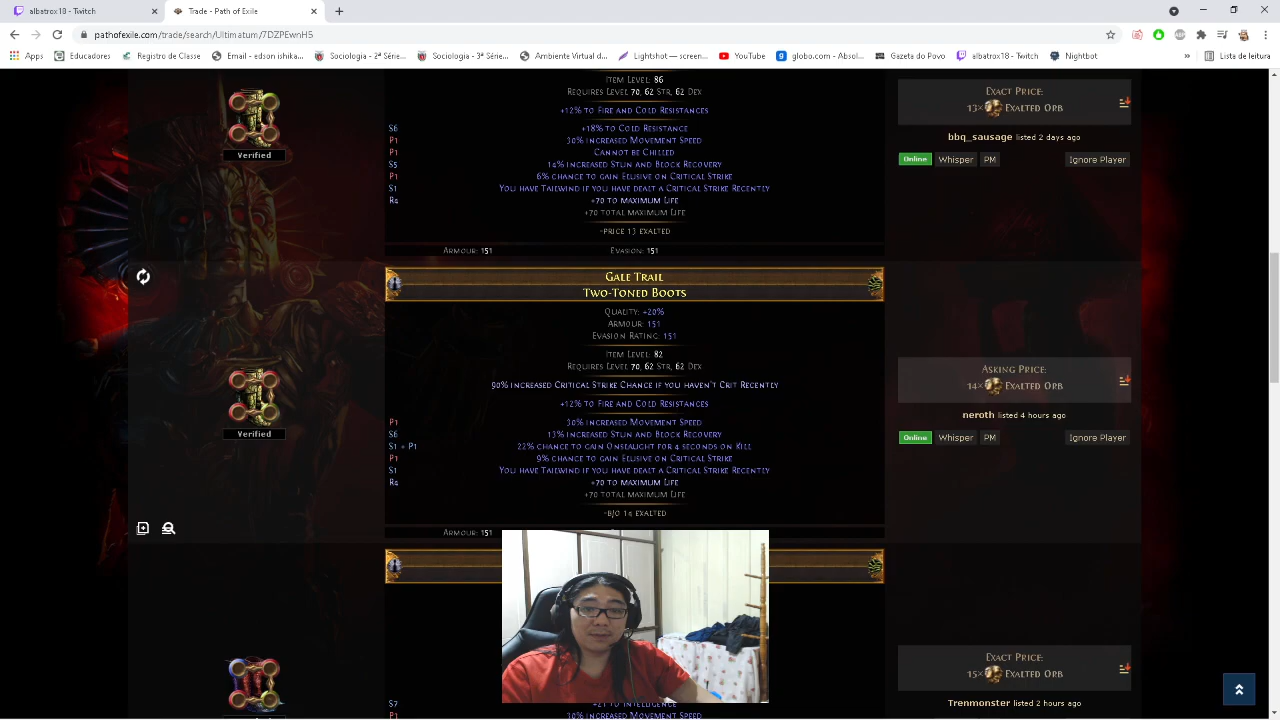 albatrox18 - Twitch
Trade - Path of Exile
pathofexile.com/trade/search/Ultimatum/7DZPEwnH5
Apps
Educadores
Registro de Classe
Email - edson ishika...
Sociologia - 2ª Série...
Sociologia - 3ª Série...
Ambiente Virtual d...
Lightshot — screen...
YouTube
globo.com - Absol...
Gazeta do Povo
albatrox18 - Twitch
Nightbot
»
Lista de leitura
Item Level: 86
Requires Level 70, 62 Str, 62 Dex
+12% to Fire and Cold Resistances
S6 +18% to Cold Resistance
P1 30% increased Movement Speed
P1 Cannot be Chilled
S5 14% increased Stun and Block Recovery
P1 6% chance to gain Elusive on Critical Strike
S1 You have Tailwind if you have dealt a Critical Strike Recently
R4 +70 to maximum Life
+70 total maximum Life
~price 13 exalted
Armour: 151 Evasion: 151
Verified
Exact Price:
13× Exalted Orb
bbq_sausage listed 2 days ago
Online Whisper PM Ignore Player
Gale Trail
Two-Toned Boots
Quality: +20%
Armour: 151
Evasion Rating: 151
Item Level: 82
Requires Level 70, 62 Str, 62 Dex
90% increased Critical Strike Chance if you haven't Crit Recently
+12% to Fire and Cold Resistances
P1 30% increased Movement Speed
S6 13% increased Stun and Block Recovery
S1 + P1 22% chance to gain Onslaught for 4 seconds on Kill
P1 9% chance to gain Elusive on Critical Strike
S1 You have Tailwind if you have dealt a Critical Strike Recently
R4 +70 to maximum Life
+70 total maximum Life
~b/o 14 exalted
Armour: 151
Verified
Asking Price:
14× Exalted Orb
neroth listed 4 hours ago
Online Whisper PM Ignore Player
Exact Price:
15× Exalted Orb
Trenmonster listed 2 hours ago
S7 +21 to Intelligence
P1 30% increased Movement Speed